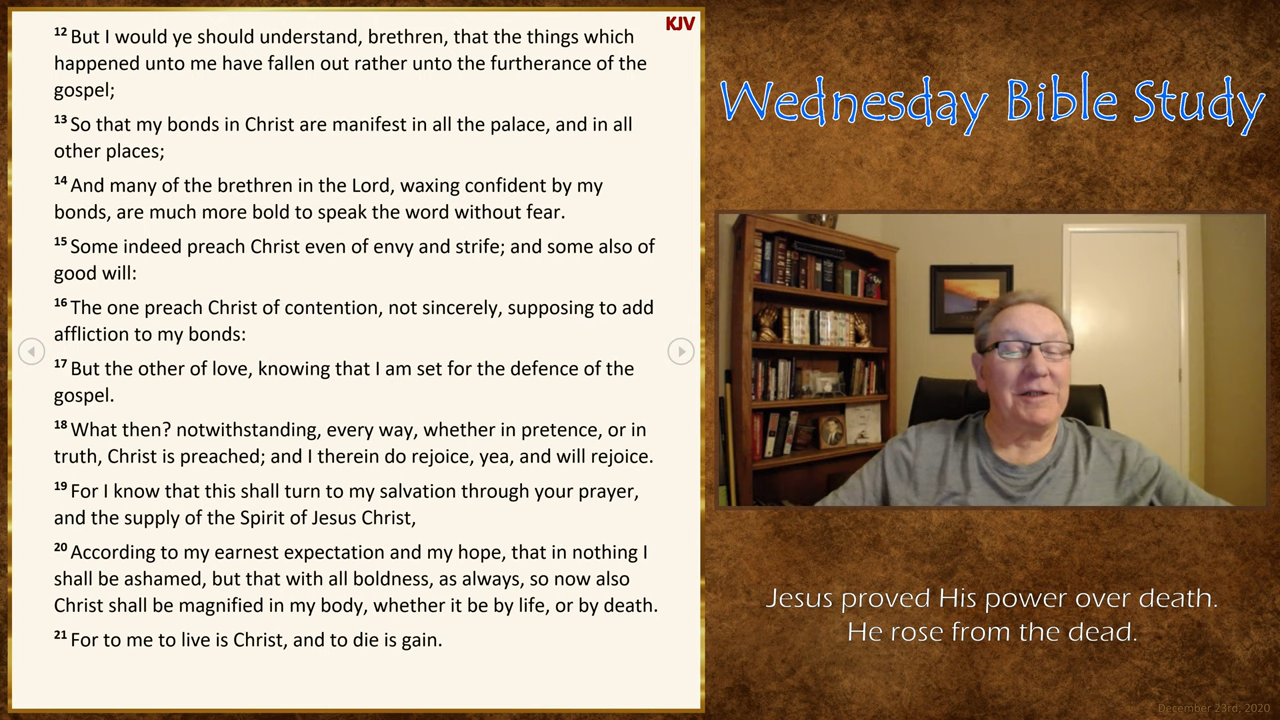 KJV
12 But I would ye should understand, brethren, that the things which
happened unto me have fallen out rather unto the furtherance of the
gospel;
13 So that my bonds in Christ are manifest in all the palace, and in all
other places;
14 And many of the brethren in the Lord, waxing confident by my
bonds, are much more bold to speak the word without fear.
15 Some indeed preach Christ even of envy and strife; and some also of
good will:
16 The one preach Christ of contention, not sincerely, supposing to add
affliction to my bonds:
17 But the other of love, knowing that I am set for the defence of the
gospel.
18 What then? notwithstanding, every way, whether in pretence, or in
truth, Christ is preached; and I therein do rejoice, yea, and will rejoice.
19 For I know that this shall turn to my salvation through your prayer,
and the supply of the Spirit of Jesus Christ,
20 According to my earnest expectation and my hope, that in nothing I
shall be ashamed, but that with all boldness, as always, so now also
Christ shall be magnified in my body, whether it be by life, or by death.
21 For to me to live is Christ, and to die is gain.
Wednesday Bible Study
Jesus proved His power over death.
He rose from the dead.
December 23rd, 2020